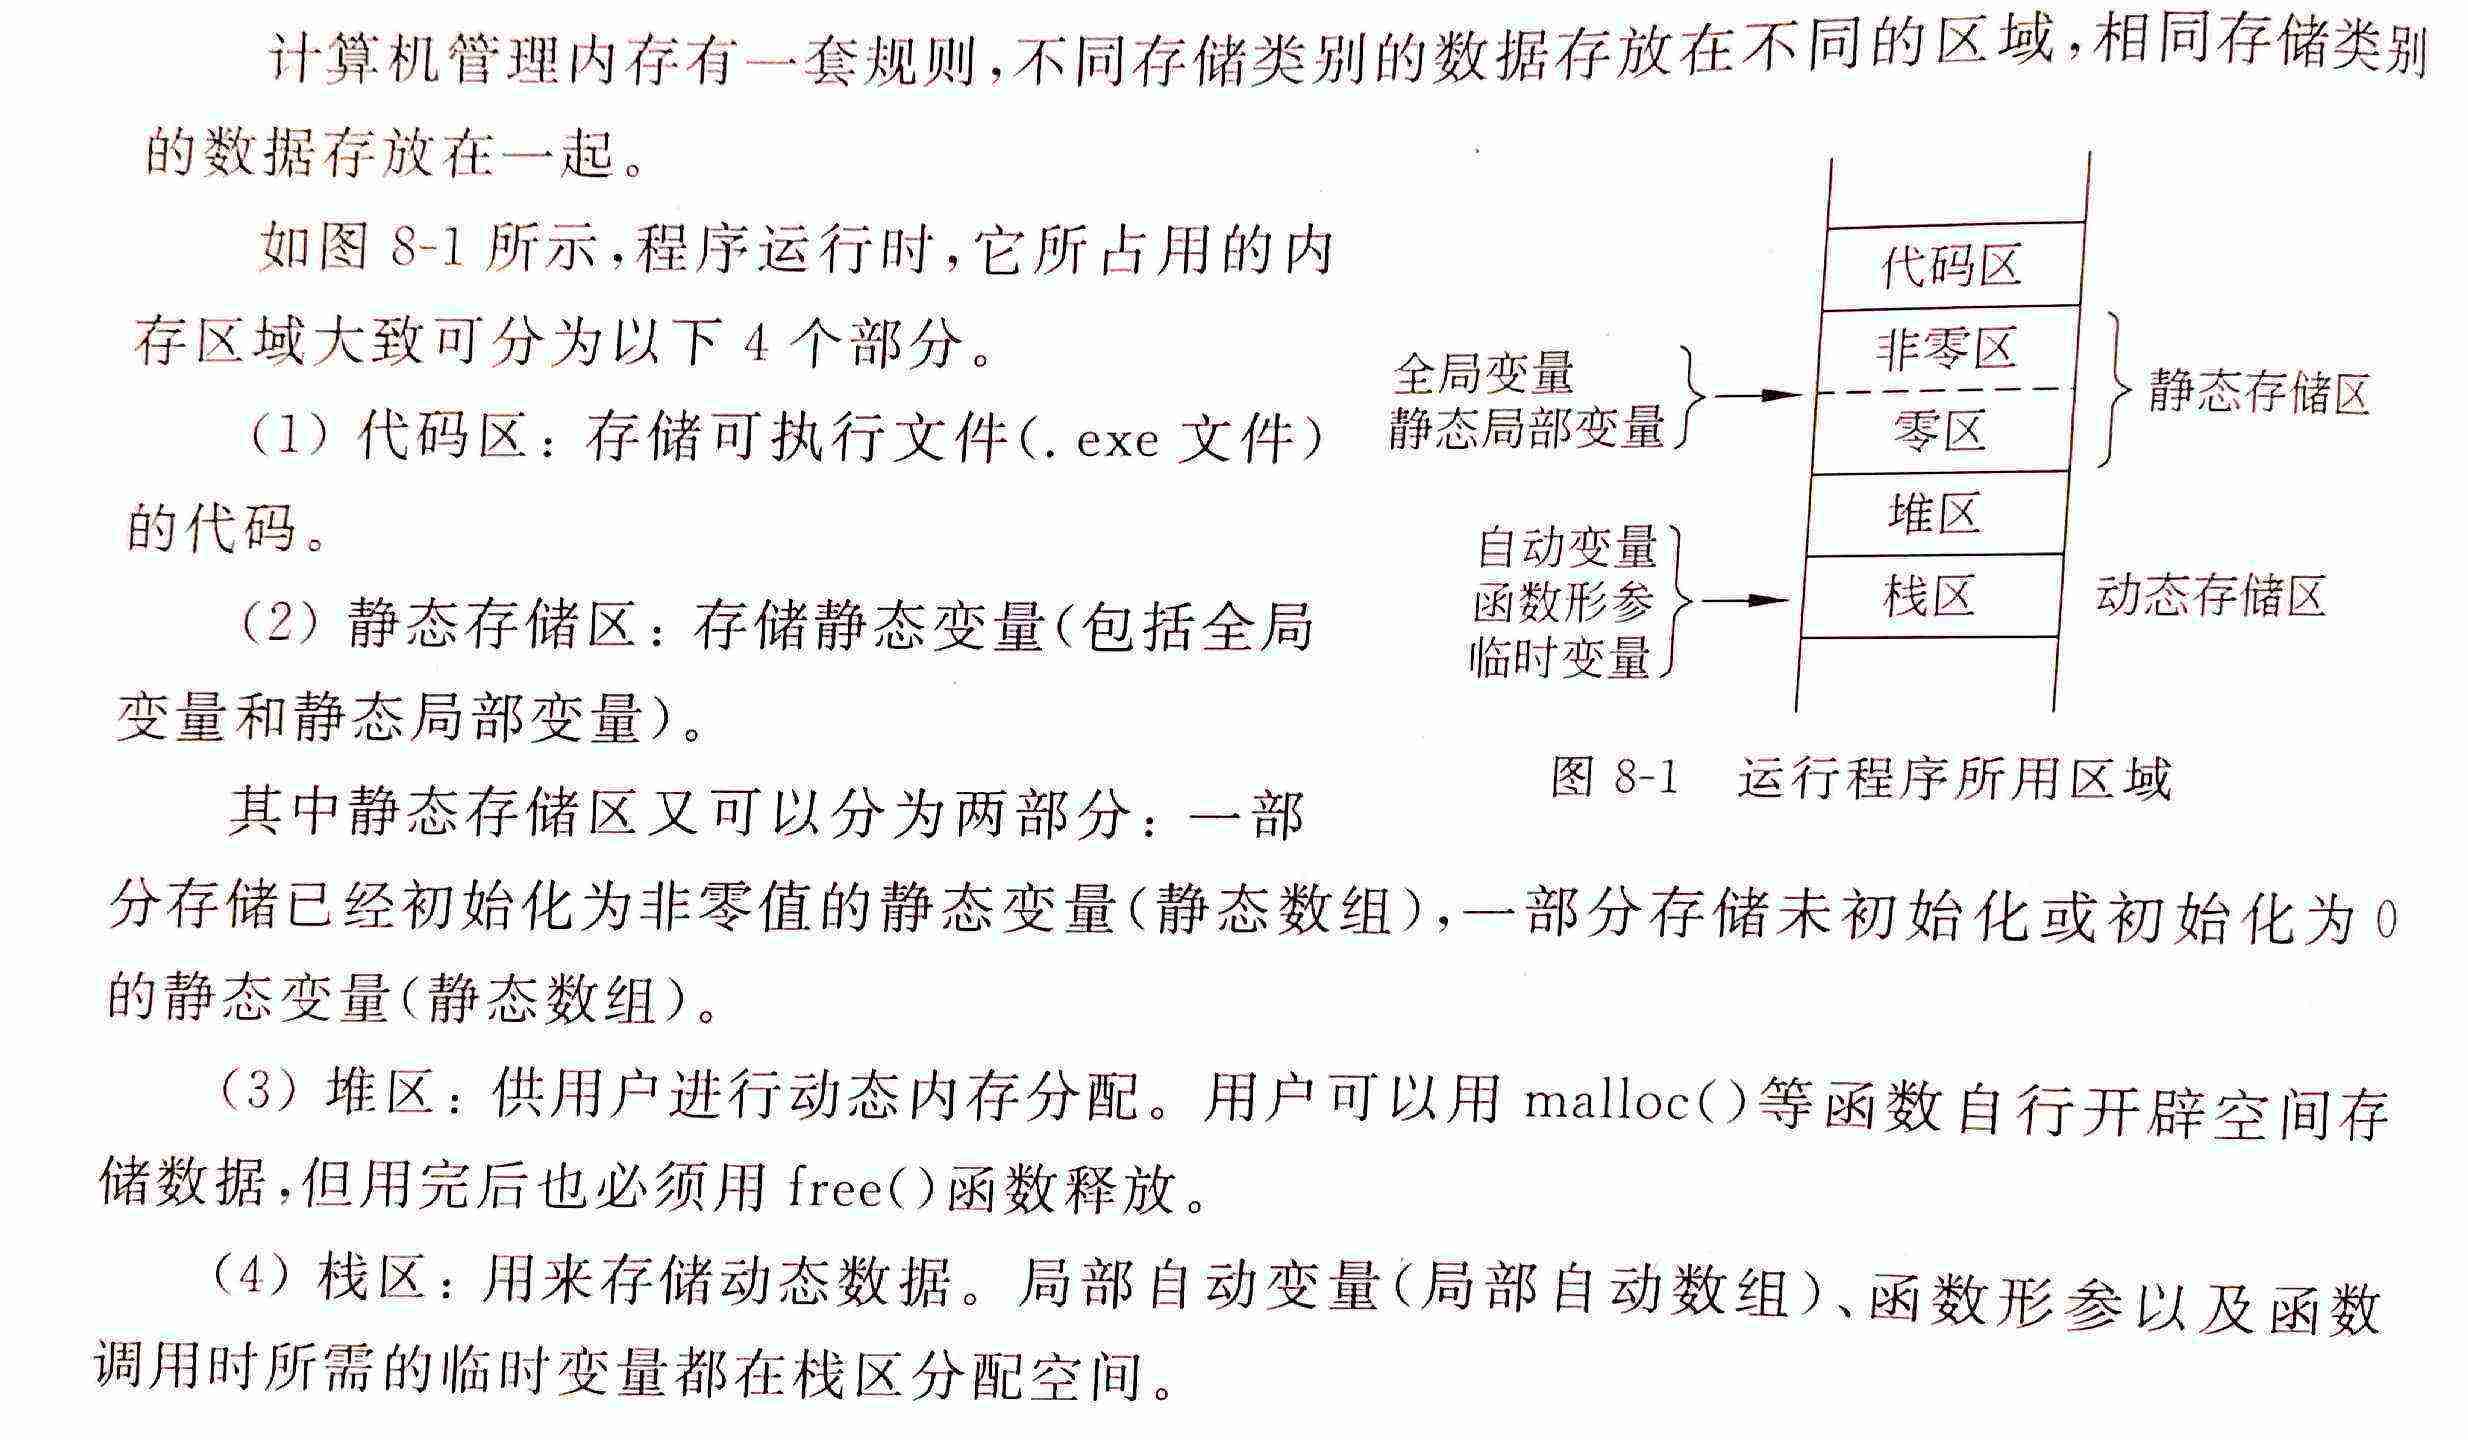 计算机管理内存有一套规则,不同存储类别的数据存放在不同的区域,相同存储类别
的数据存放在一起。
如图 8-1 所示,程序运行时,它所占用的内
存区域大致可分为以下 4 个部分。
(1) 代码区: 存储可执行文件(. exe 文件)
的代码。
(2) 静态存储区: 存储静态变量(包括全局
变量和静态局部变量)。
其中静态存储区又可以分为两部分: 一部
代码区
非零区
零区
堆区
栈区
全局变量
静态局部变量
静态存储区
自动变量
函数形参
临时变量
动态存储区
图 8-1 运行程序所用区域
分存储已经初始化为非零值的静态变量(静态数组),一部分存储未初始化或初始化为 0
的静态变量(静态数组)。
(3) 堆区: 供用户进行动态内存分配。用户可以用 malloc()等函数自行开辟空间存
储数据,但用完后也必须用 free()函数释放。
(4) 栈区: 用来存储动态数据。局部自动变量(局部自动数组)、函数形参以及函数
调用时所需的临时变量都在栈区分配空间。